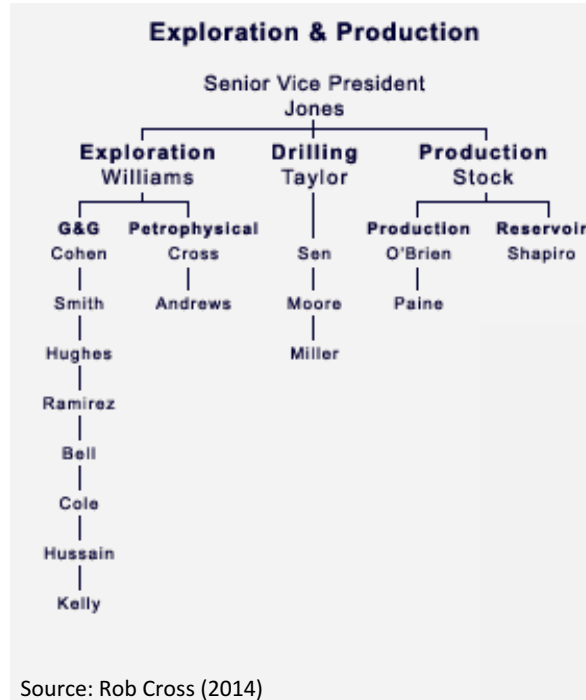 Exploration & Production
Senior Vice President
Jones
Exploration Drilling Production
Williams Taylor Stock
G&G Petrophysical Production Reservoir
Cohen Cross Sen O'Brien Shapiro
Smith Andrews Moore Paine
Hughes Miller
Ramirez
Bell
Cole
Hussain
Kelly
Source: Rob Cross (2014)